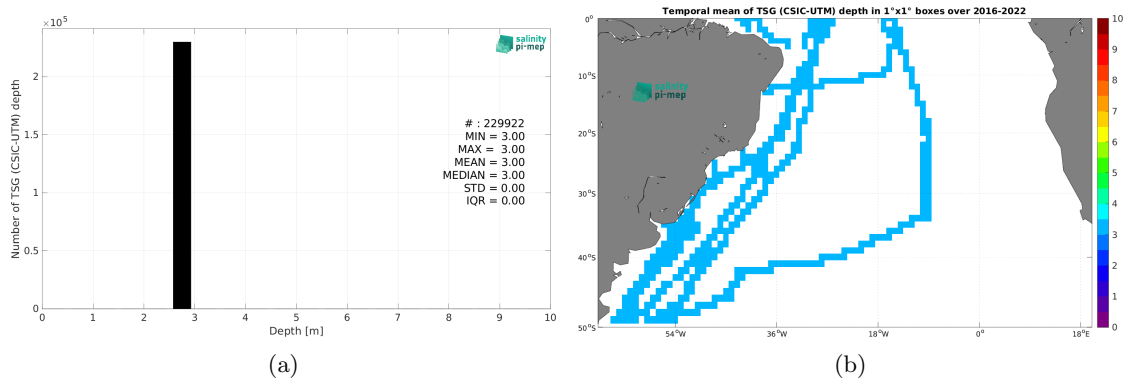 ×10⁵
salinity
pi-mep
# : 229922
MIN = 3.00
MAX = 3.00
MEAN = 3.00
MEDIAN = 3.00
STD = 0.00
IQR = 0.00
Number of TSG (CSIC-UTM) depth
2
1.5
1
0.5
0
0 1 2 3 4 5 6 7 8 9 10
Depth [m]
(a)
Temporal mean of TSG (CSIC-UTM) depth in 1°x1° boxes over 2016-2022
salinity
pi-mep
0°
10°S
20°S
30°S
40°S
50°S
54°W 36°W 18°W 0° 18°E
10
9
8
7
6
5
4
3
2
1
0
(b)